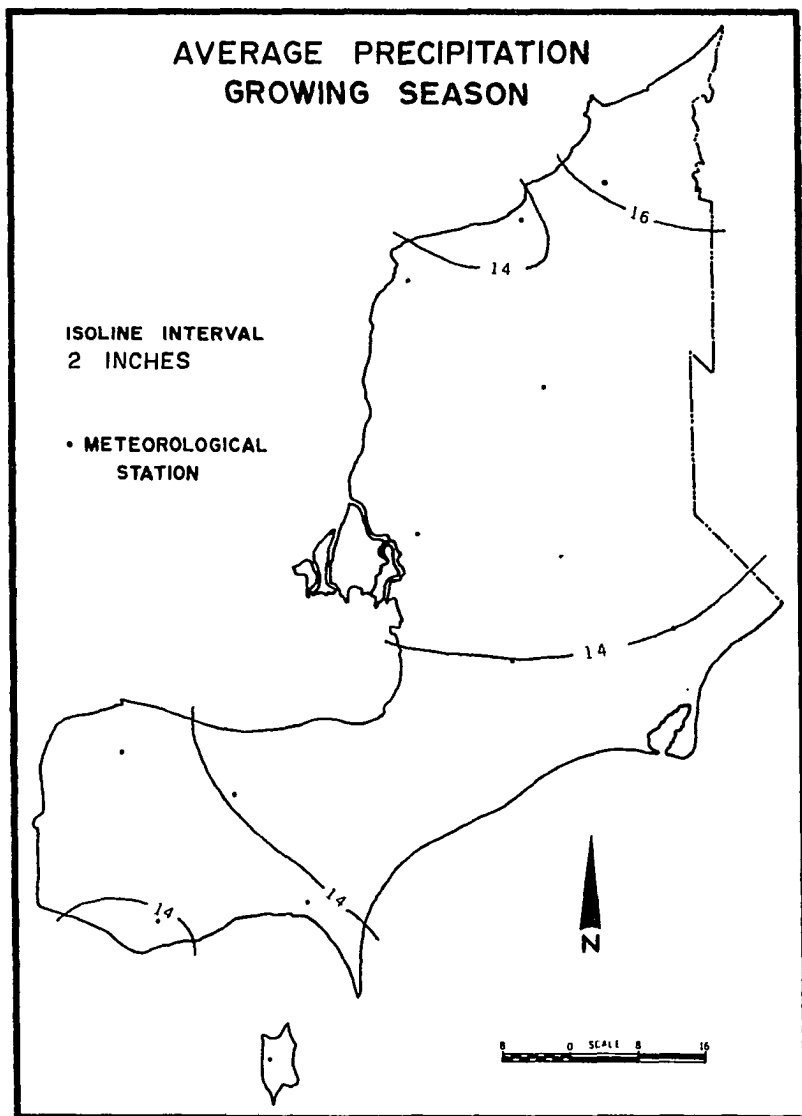 AVERAGE PRECIPITATION
GROWING SEASON
16
14
ISOLINE INTERVAL
2 INCHES
• METEOROLOGICAL
STATION
14
14
14
N
8 0 SCALE 8 16